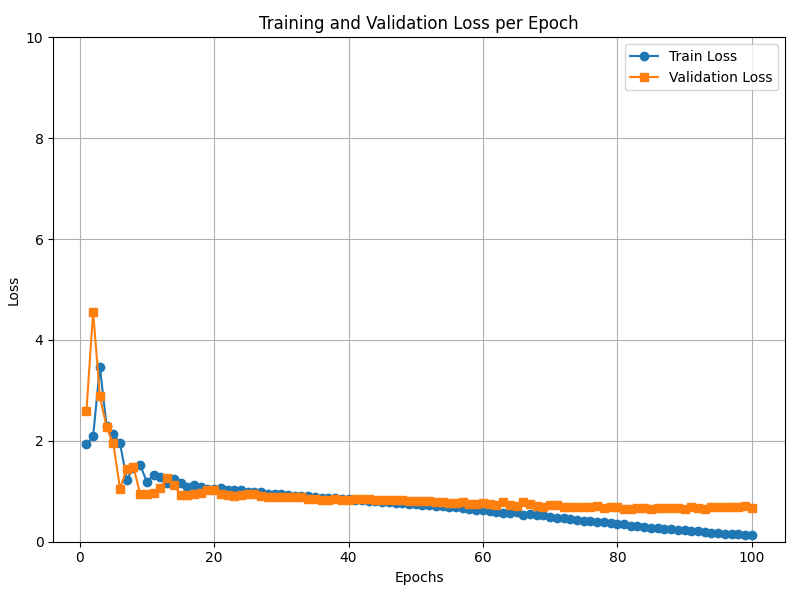 Training and Validation Loss per Epoch
10
8
6
4
2
0
Loss
Train Loss
Validation Loss
0 20 40 60 80 100
Epochs